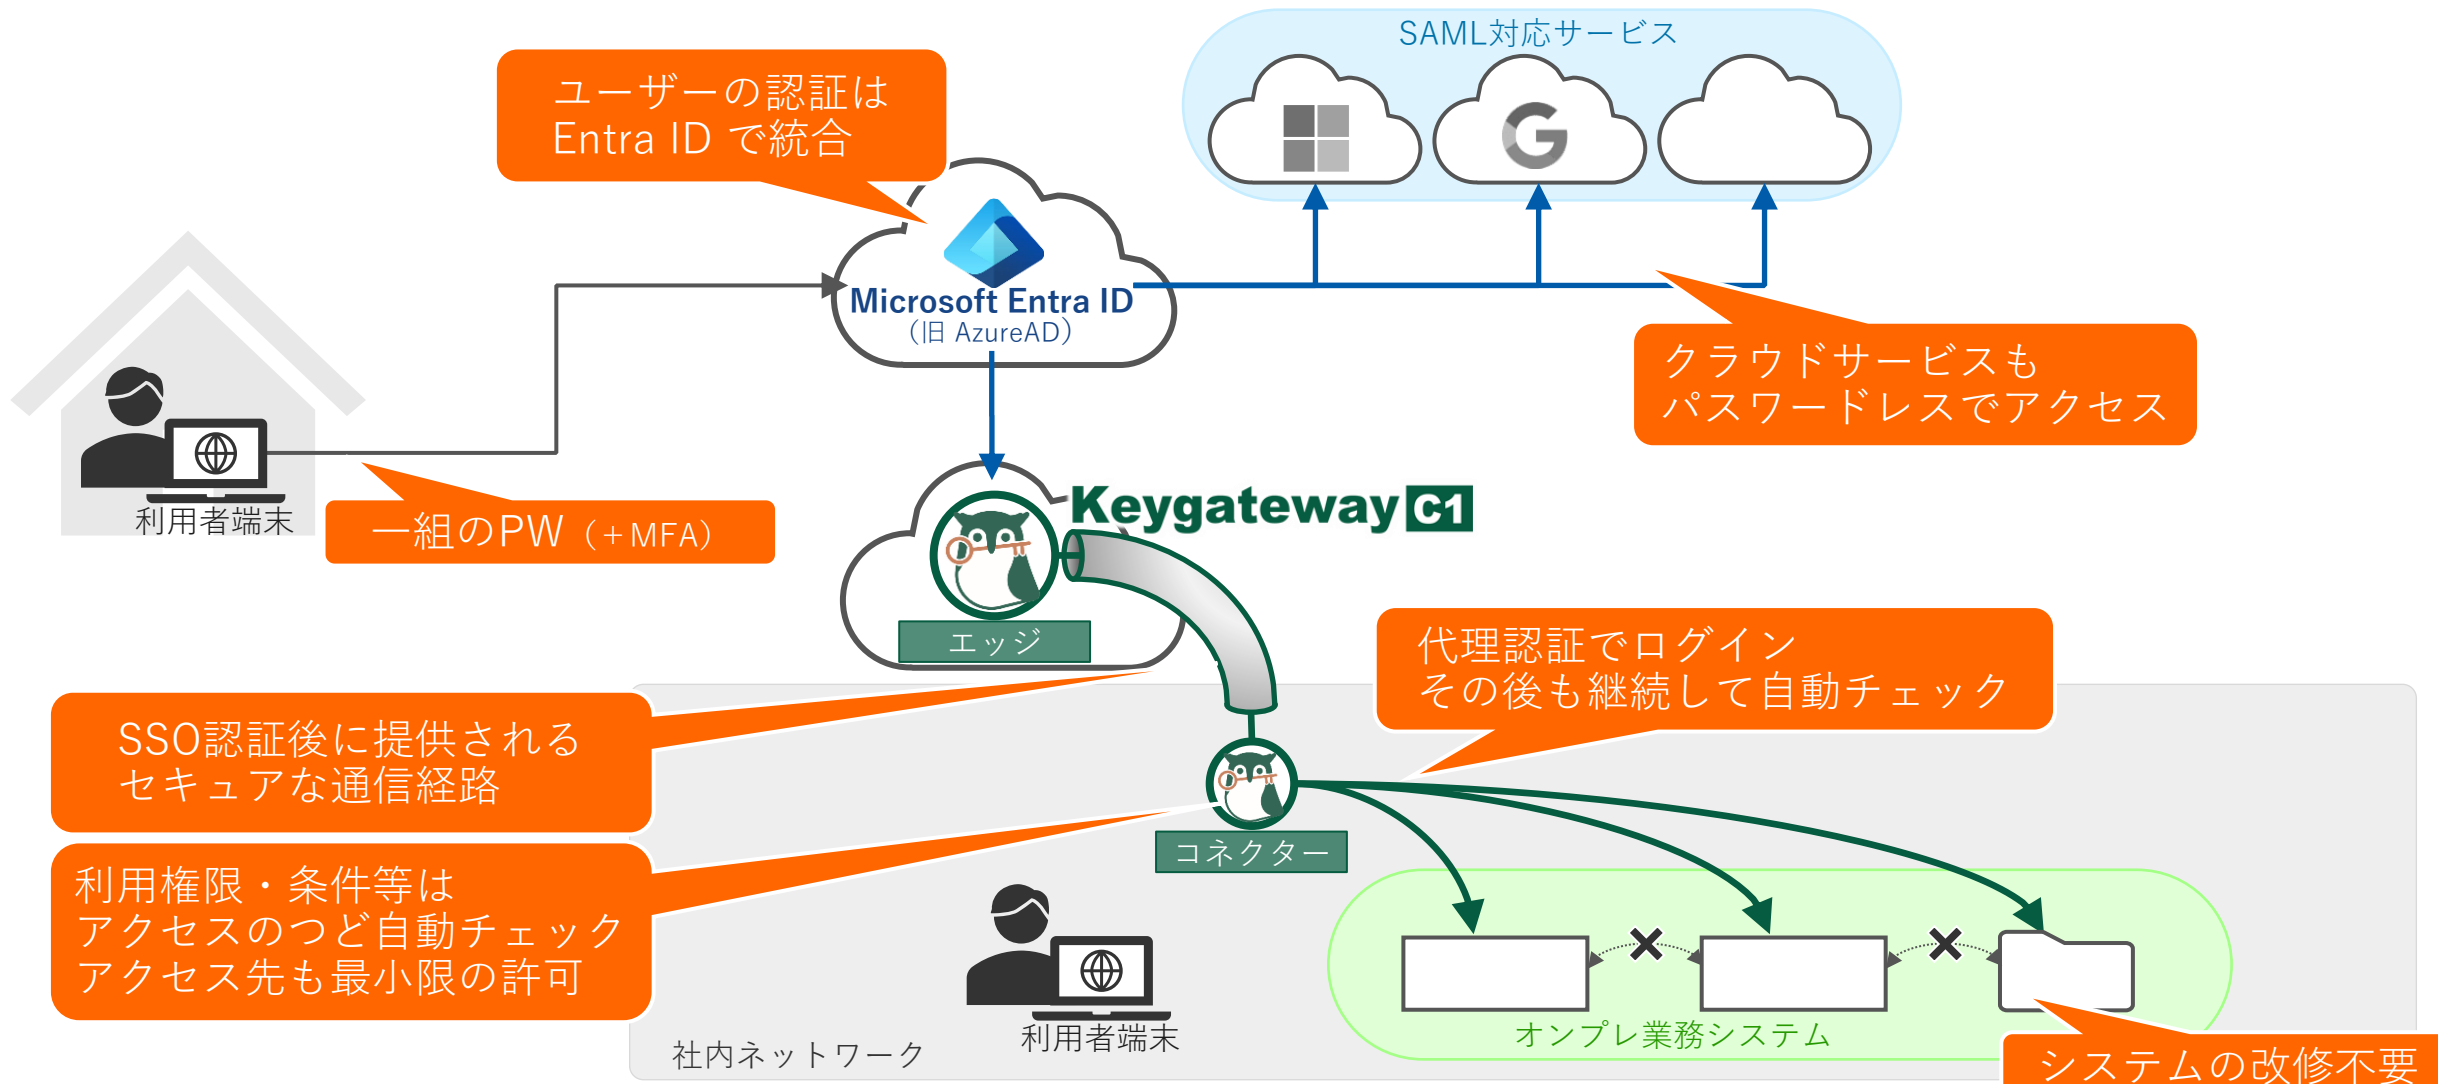 SAML対応サービス
ユーザーの認証は
Entra ID で統合
Microsoft Entra ID
（旧 AzureAD）
クラウドサービスも
パスワードレスでアクセス
利用者端末
一組のPW（＋MFA）
Keygateway C1
エッジ
代理認証でログイン
その後も継続して自動チェック
SSO認証後に提供される
セキュアな通信経路
コネクター
利用権限・条件等は
アクセスのつど自動チェック
アクセス先も最小限の許可
利用者端末
オンプレ業務システム
社内ネットワーク
システムの改修不要